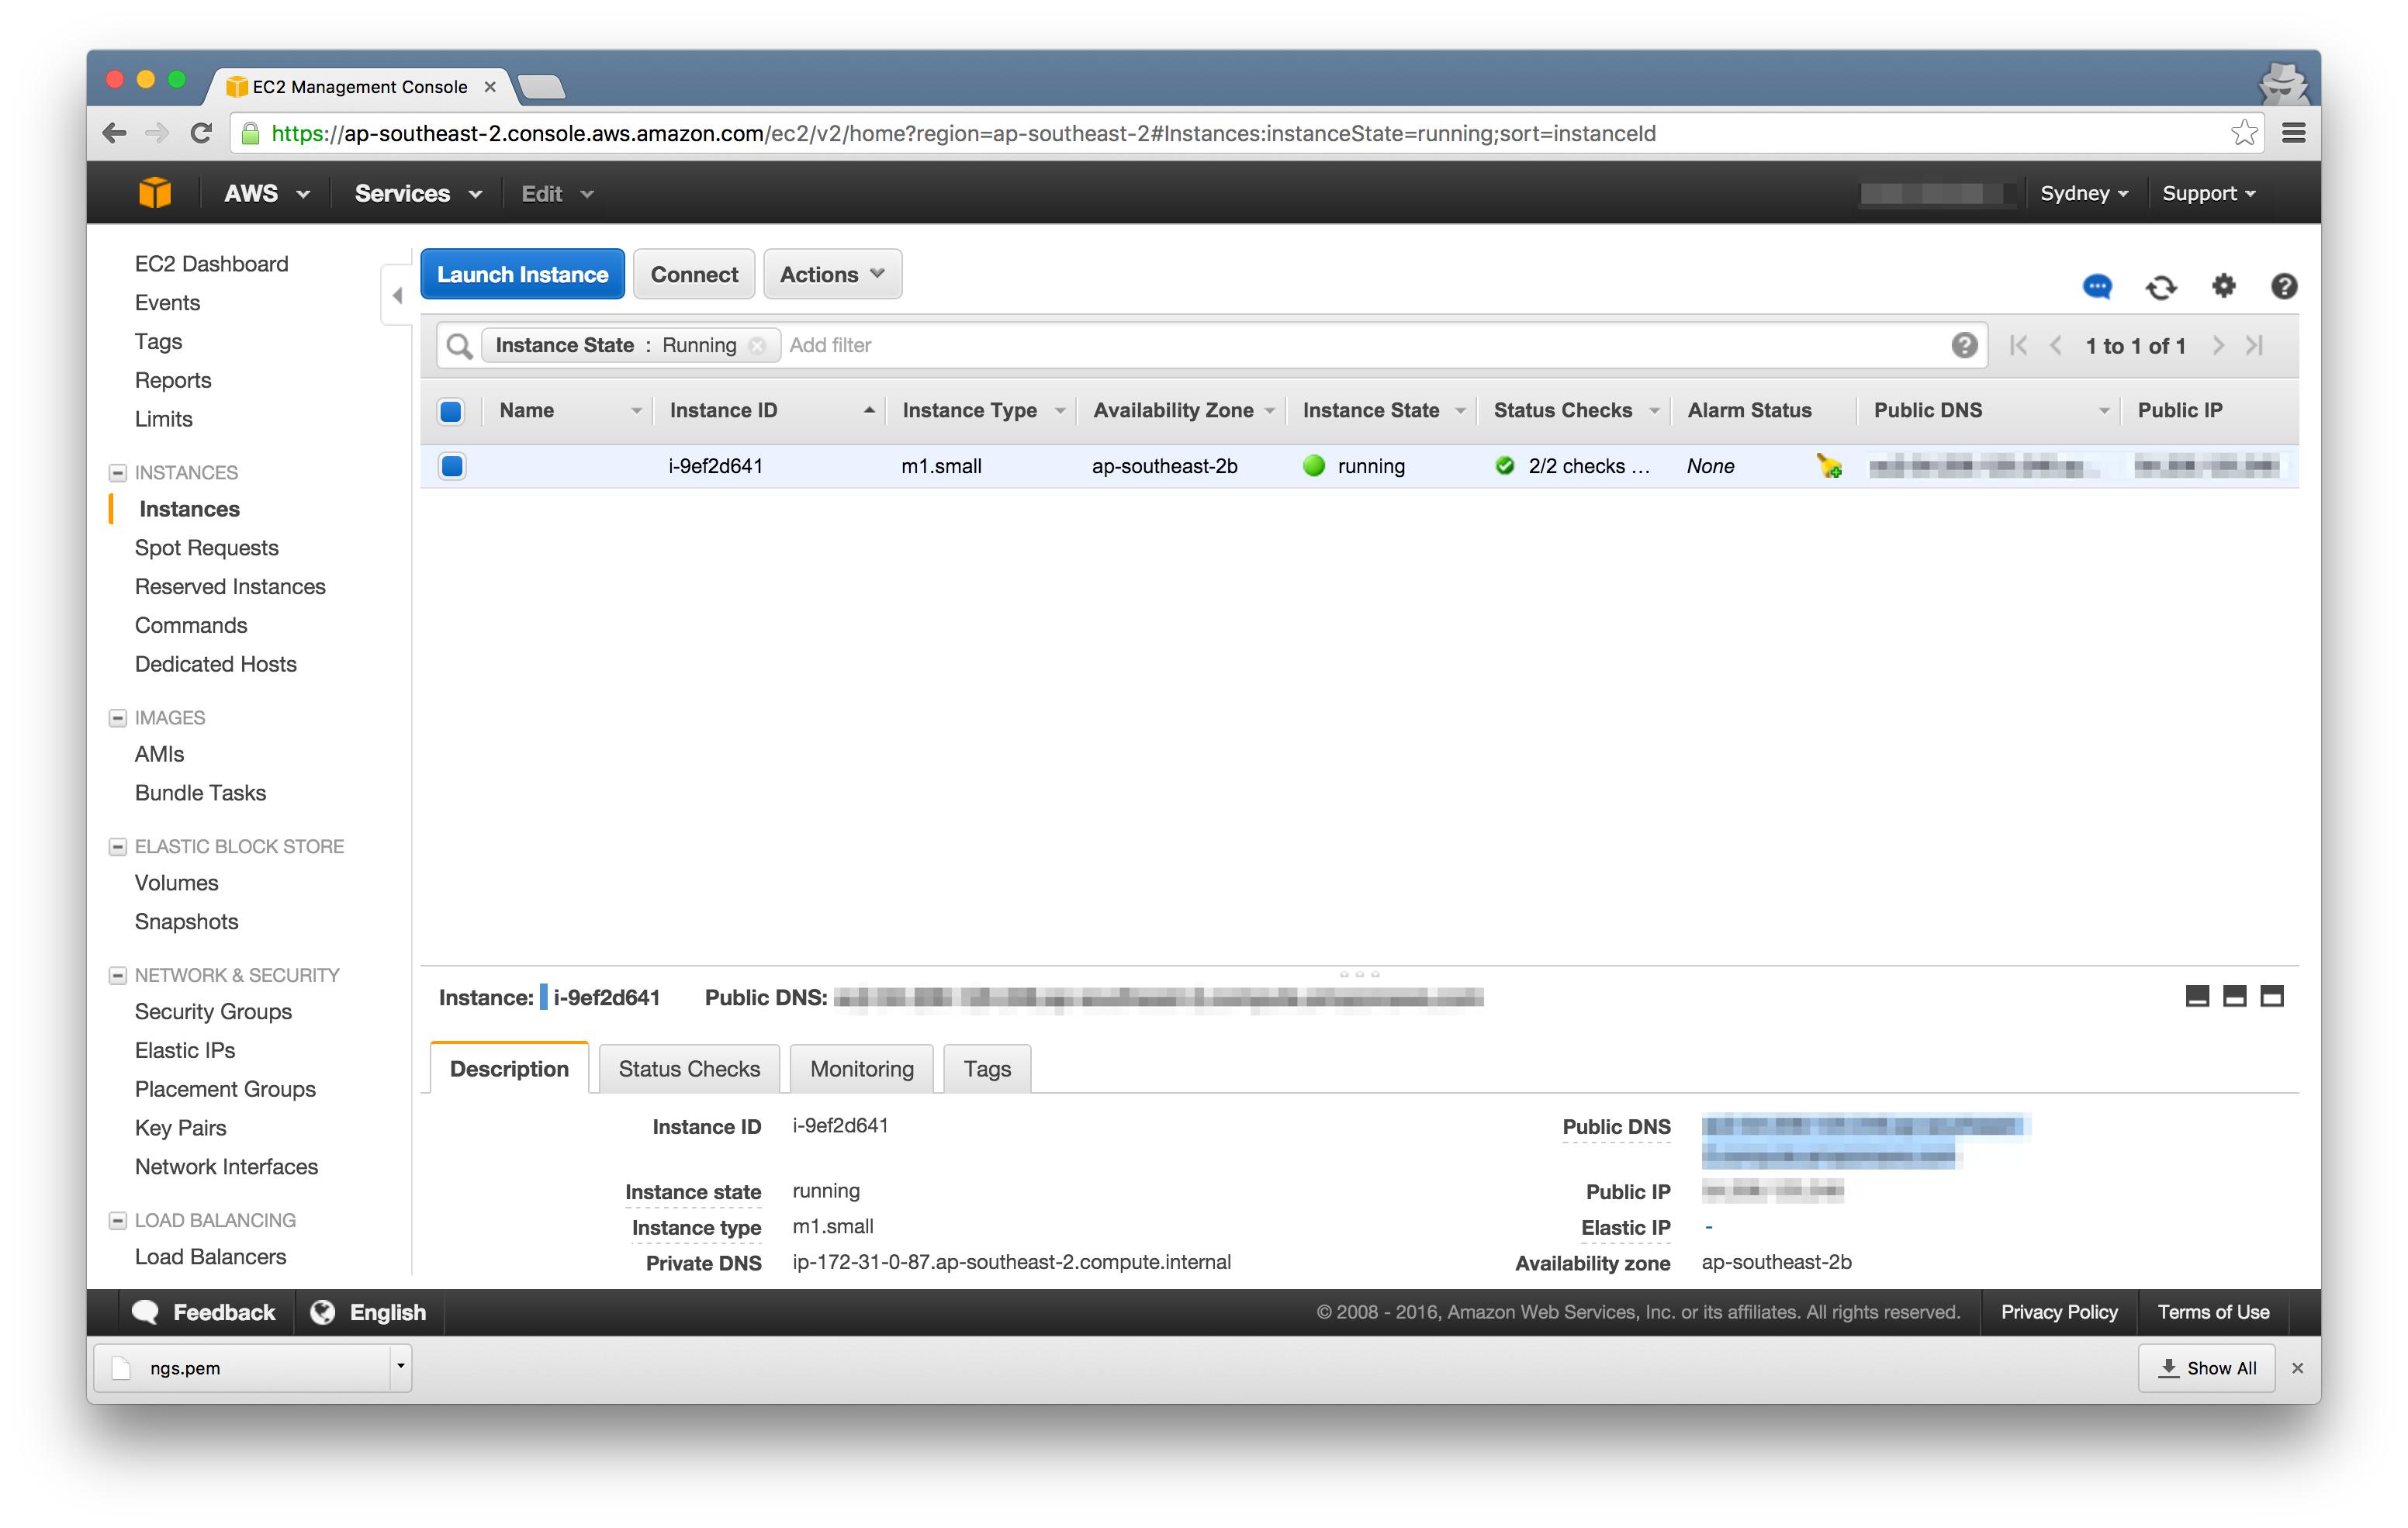 EC2 Management Console
https://ap-southeast-2.console.aws.amazon.com/ec2/v2/home?region=ap-southeast-2#Instances:instanceState=running;sort=instanceId
AWS Services Edit Sydney Support
EC2 Dashboard
Events
Tags
Reports
Limits
INSTANCES
Instances
Spot Requests
Reserved Instances
Commands
Dedicated Hosts
IMAGES
AMIs
Bundle Tasks
ELASTIC BLOCK STORE
Volumes
Snapshots
NETWORK & SECURITY
Security Groups
Elastic IPs
Placement Groups
Key Pairs
Network Interfaces
LOAD BALANCING
Load Balancers
Launch Instance Connect Actions
Instance State : Running Add filter 1 to 1 of 1
Name Instance ID Instance Type Availability Zone Instance State Status Checks Alarm Status Public DNS Public IP
i-9ef2d641 m1.small ap-southeast-2b running 2/2 checks ... None
Instance: i-9ef2d641 Public DNS:
Description Status Checks Monitoring Tags
Instance ID i-9ef2d641 Public DNS
Instance state running Public IP
Instance type m1.small Elastic IP -
Private DNS ip-172-31-0-87.ap-southeast-2.compute.internal Availability zone ap-southeast-2b
Feedback English © 2008 - 2016, Amazon Web Services, Inc. or its affiliates. All rights reserved. Privacy Policy Terms of Use
ngs.pem Show All